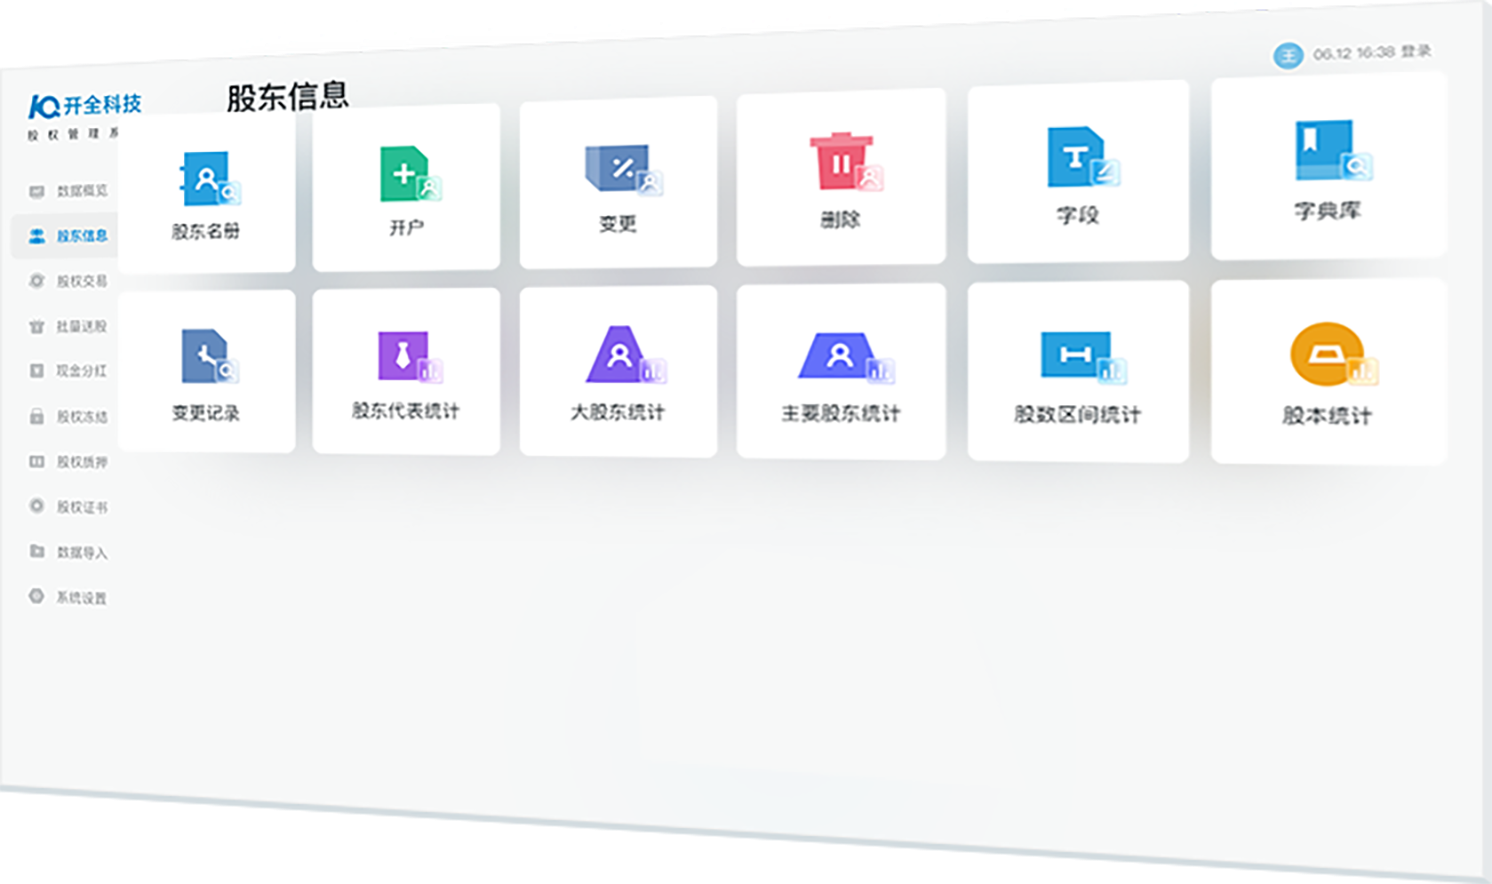 开全科技
股权管理系
股东信息
王 06.12 16:38 登录
数据概览
股东信息
股权交易
批量送股
现金分红
股权冻结
股权质押
股权证书
数据导入
系统设置
股东名册
开户
变更
删除
字段
字典库
变更记录
股东代表统计
大股东统计
主要股东统计
股数区间统计
股本统计